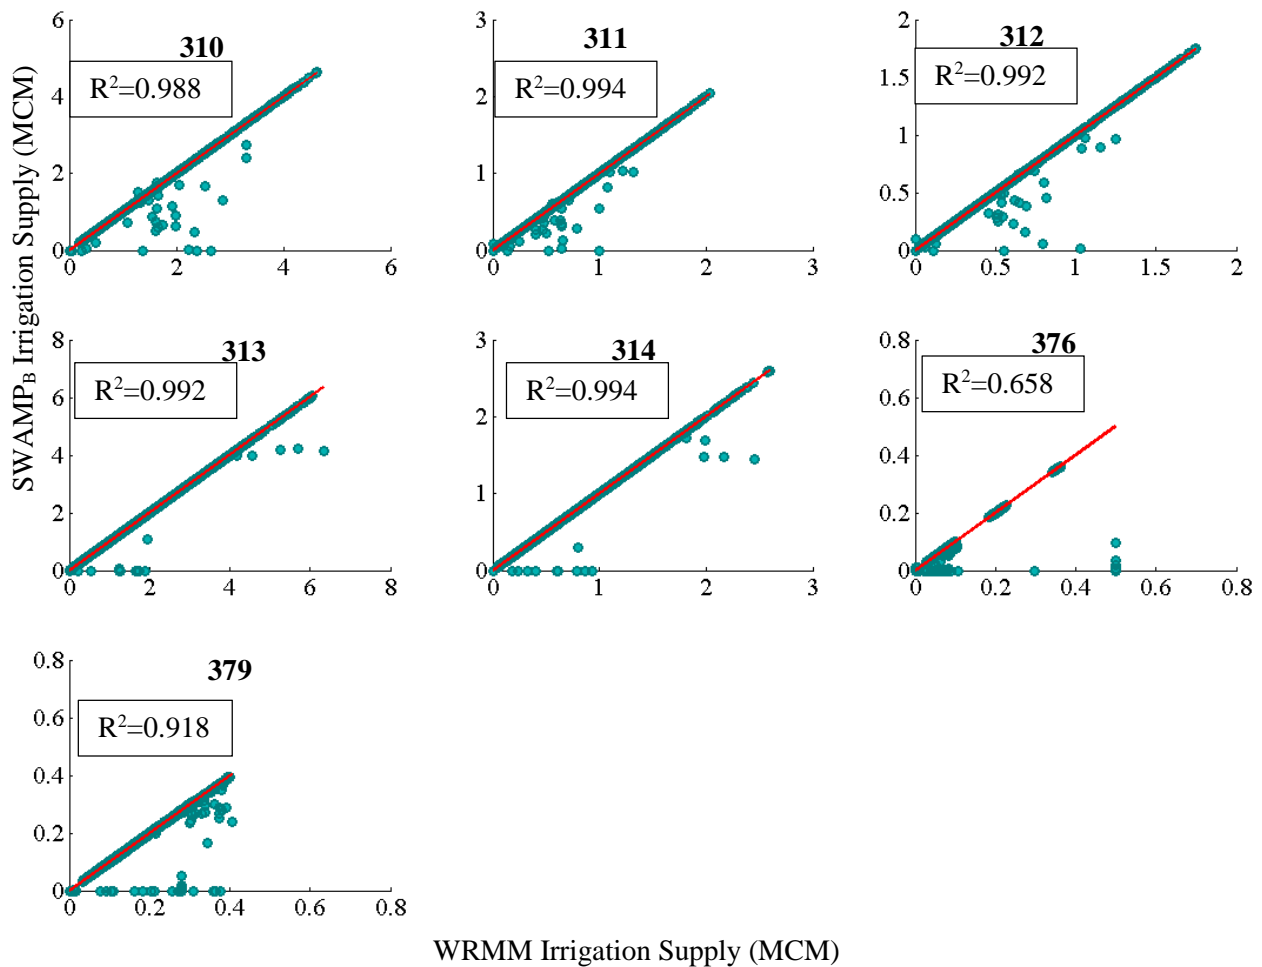 SWAMP_B Irrigation Supply (MCM)
310
R²=0.988
6
4
2
0
0 2 4 6
311
R²=0.994
3
2
1
0
0 1 2 3
312
R²=0.992
2
1.5
1
0.5
0
0 0.5 1 1.5 2
313
R²=0.992
8
6
4
2
0
0 2 4 6 8
314
R²=0.994
3
2
1
0
0 1 2 3
376
R²=0.658
0.8
0.6
0.4
0.2
0
0 0.2 0.4 0.6 0.8
379
R²=0.918
0.8
0.6
0.4
0.2
0
0 0.2 0.4 0.6 0.8
WRMM Irrigation Supply (MCM)